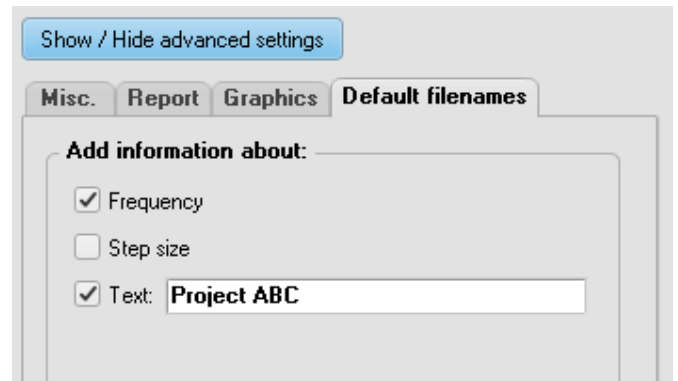 Show / Hide advanced settings
Misc. Report Graphics Default filenames
Add information about:
Frequency
Step size
Text: Project ABC